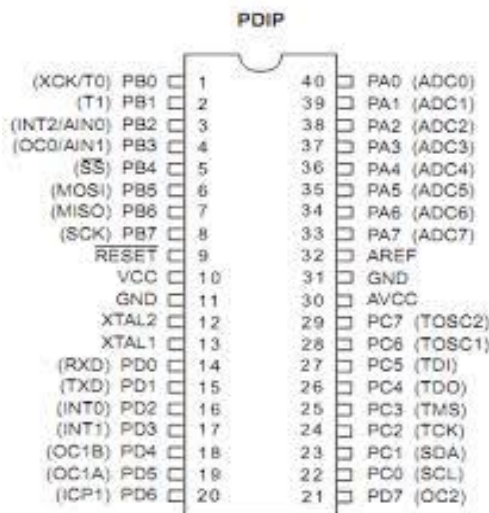 PDIP
(XCK/T0) PB0 1 40 PA0 (ADC0)
(T1) PB1 2 39 PA1 (ADC1)
(INT2/AIN0) PB2 3 38 PA2 (ADC2)
(OC0/AIN1) PB3 4 37 PA3 (ADC3)
(SS) PB4 5 36 PA4 (ADC4)
(MOSI) PB5 6 35 PA5 (ADC5)
(MISO) PB6 7 34 PA6 (ADC6)
(SCK) PB7 8 33 PA7 (ADC7)
RESET 9 32 AREF
VCC 10 31 GND
GND 11 30 AVCC
XTAL2 12 29 PC7 (TOSC2)
XTAL1 13 28 PC6 (TOSC1)
(RXD) PD0 14 27 PC5 (TDI)
(TXD) PD1 15 26 PC4 (TDO)
(INT0) PD2 16 25 PC3 (TMS)
(INT1) PD3 17 24 PC2 (TCK)
(OC1B) PD4 18 23 PC1 (SDA)
(OC1A) PD5 19 22 PC0 (SCL)
(ICP1) PD6 20 21 PD7 (OC2)